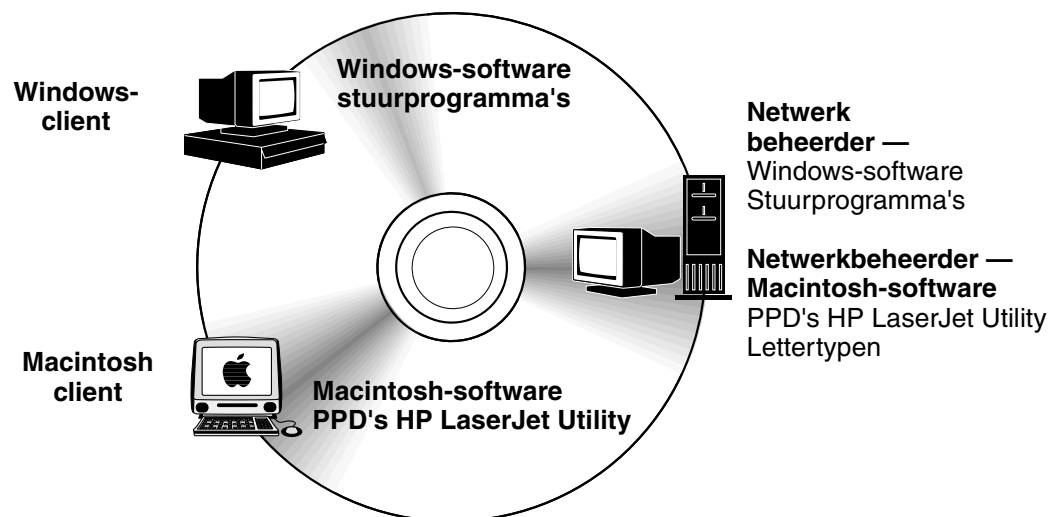 Windows-
client
Windows-software
stuurprogramma's
Netwerk
beheerder —
Windows-software
Stuurprogramma's
Netwerkbeheerder —
Macintosh-software
PPD's HP LaserJet Utility
Lettertypen
Macintosh
client
Macintosh-software
PPD's HP LaserJet Utility